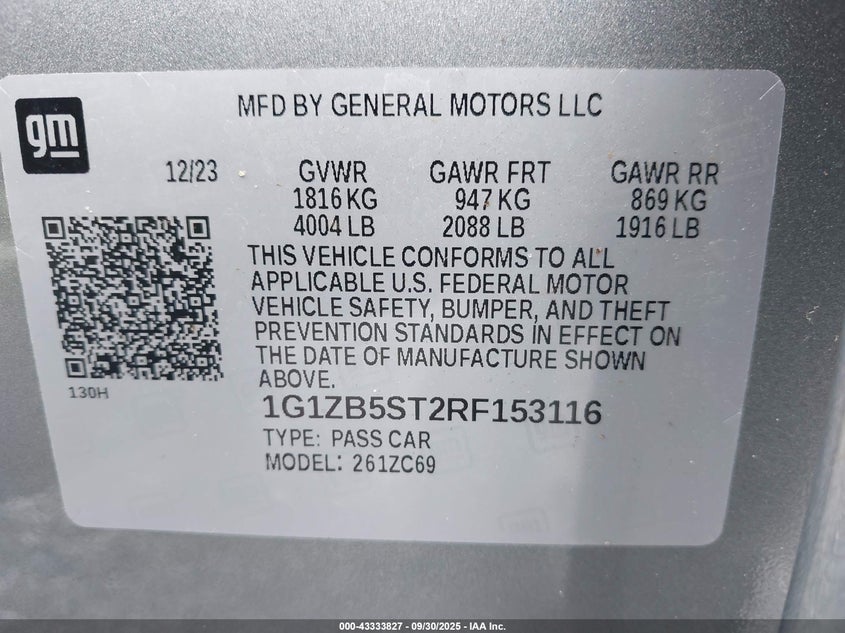 gm
MFD BY GENERAL MOTORS LLC
12/23 GVWR GAWR FRT GAWR RR
1816 KG 947 KG 869 KG
4004 LB 2088 LB 1916 LB
THIS VEHICLE CONFORMS TO ALL
APPLICABLE U.S. FEDERAL MOTOR
VEHICLE SAFETY, BUMPER, AND THEFT
PREVENTION STANDARDS IN EFFECT ON
THE DATE OF MANUFACTURE SHOWN
ABOVE.
130H
1G1ZB5ST2RF153116
TYPE: PASS CAR
MODEL: 261ZC69
000-43333827 - 09/30/2025 - IAA Inc.